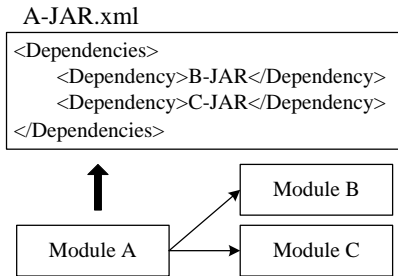 A-JAR.xml
<Dependencies>
<Dependency>B-JAR</Dependency>
<Dependency>C-JAR</Dependency>
</Dependencies>
Module B
Module A
Module C